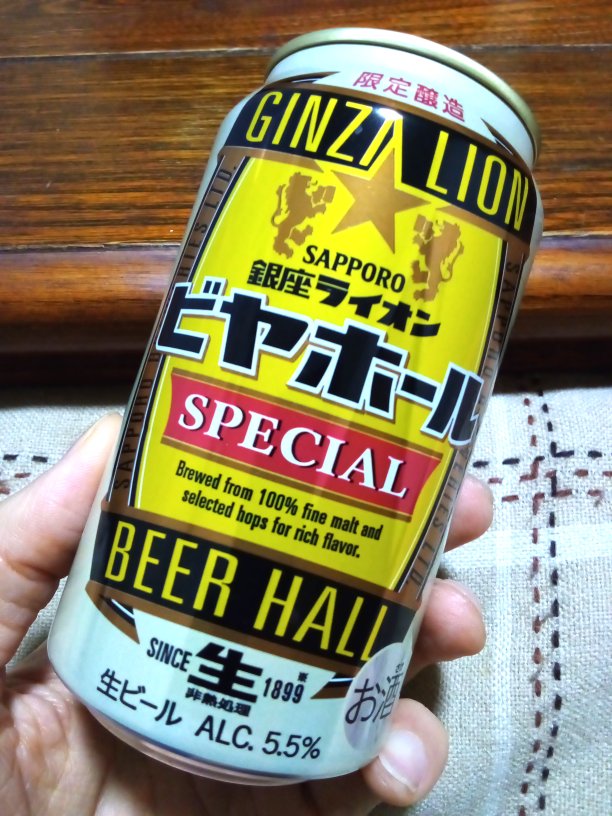 限定醸造
GINZA LION
SAPPORO
銀座ライオン
ビヤホール
SPECIAL
Brewed from 100% fine malt and
selected hops for rich flavor.
BEER HALL
SINCE 生 1899
※
非熱処理
生ビール ALC. 5.5%
お酒